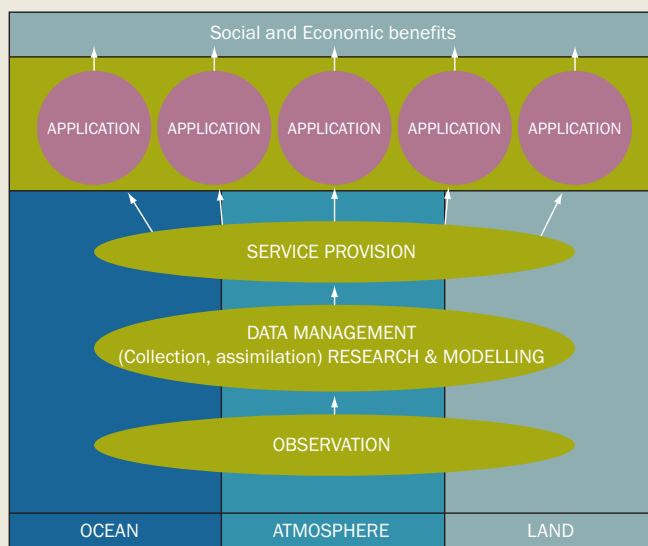 Social and Economic benefits
APPLICATION APPLICATION APPLICATION APPLICATION APPLICATION
SERVICE PROVISION
DATA MANAGEMENT
(Collection, assimilation) RESEARCH & MODELLING
OBSERVATION
OCEAN ATMOSPHERE LAND